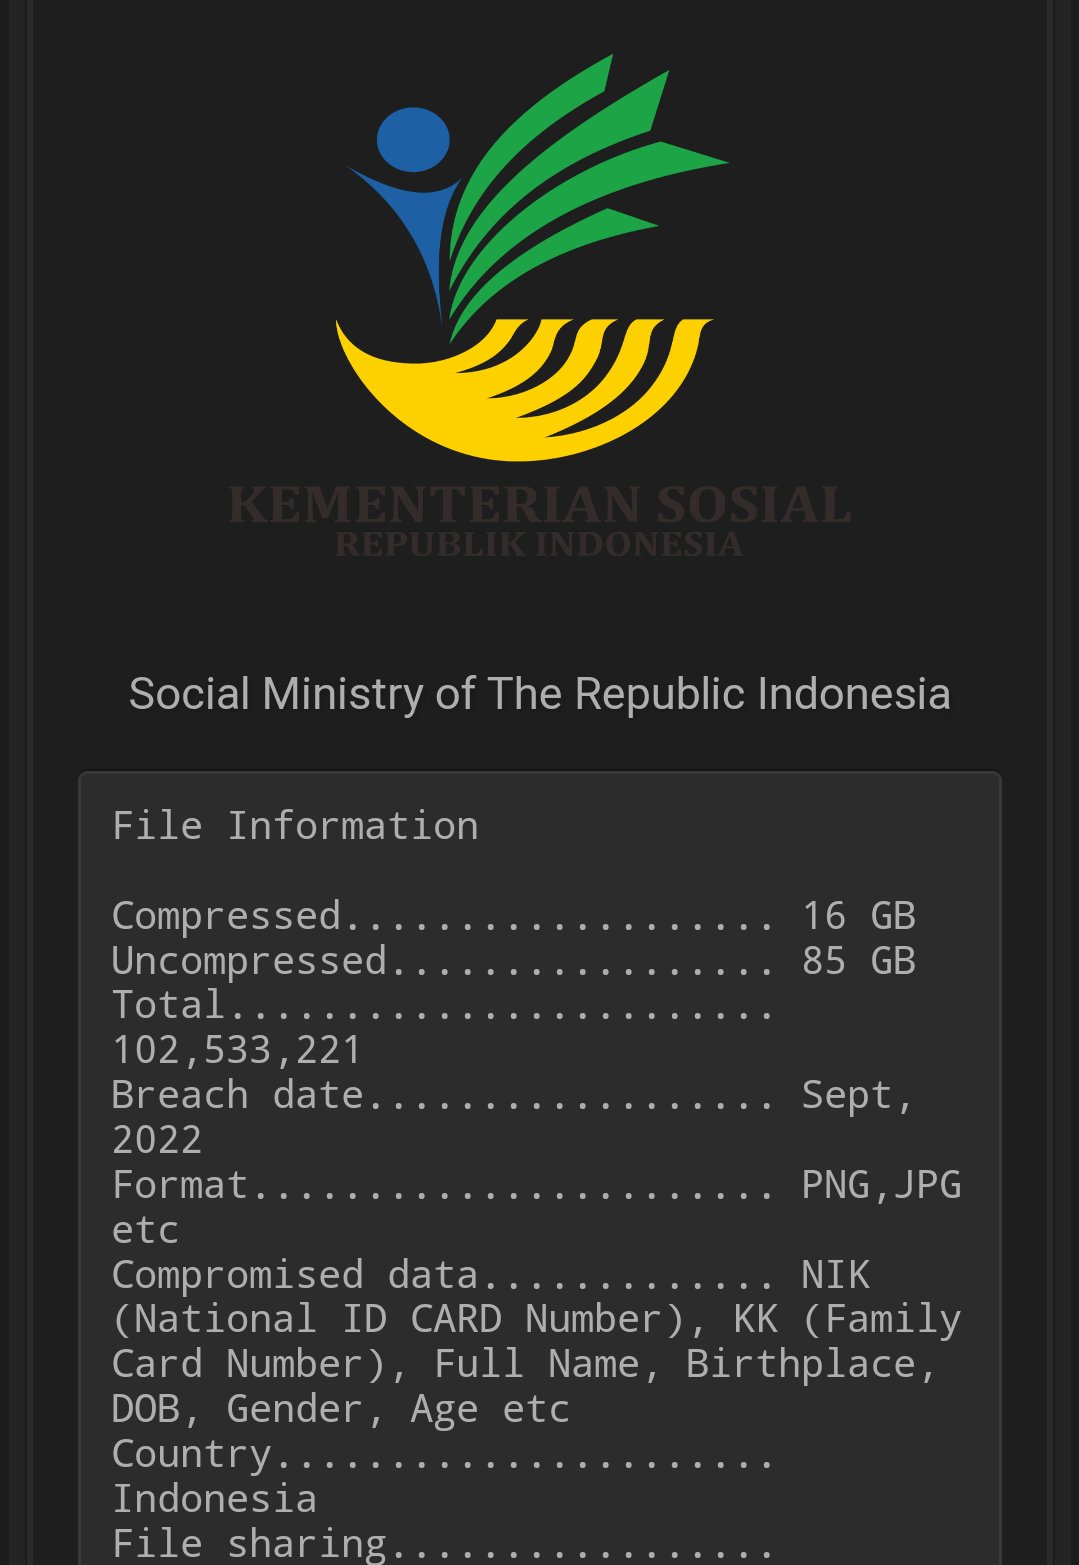 KEMENTERIAN SOSIAL
REPUBLIK INDONESIA
Social Ministry of The Republic Indonesia
File Information
Compressed................... 16 GB
Uncompressed................. 85 GB
Total........................
102,533,221
Breach date.................. Sept,
2022
Format....................... PNG,JPG
etc
Compromised data............. NIK
(National ID CARD Number), KK (Family
Card Number), Full Name, Birthplace,
DOB, Gender, Age etc
Country......................
Indonesia
File sharing.................